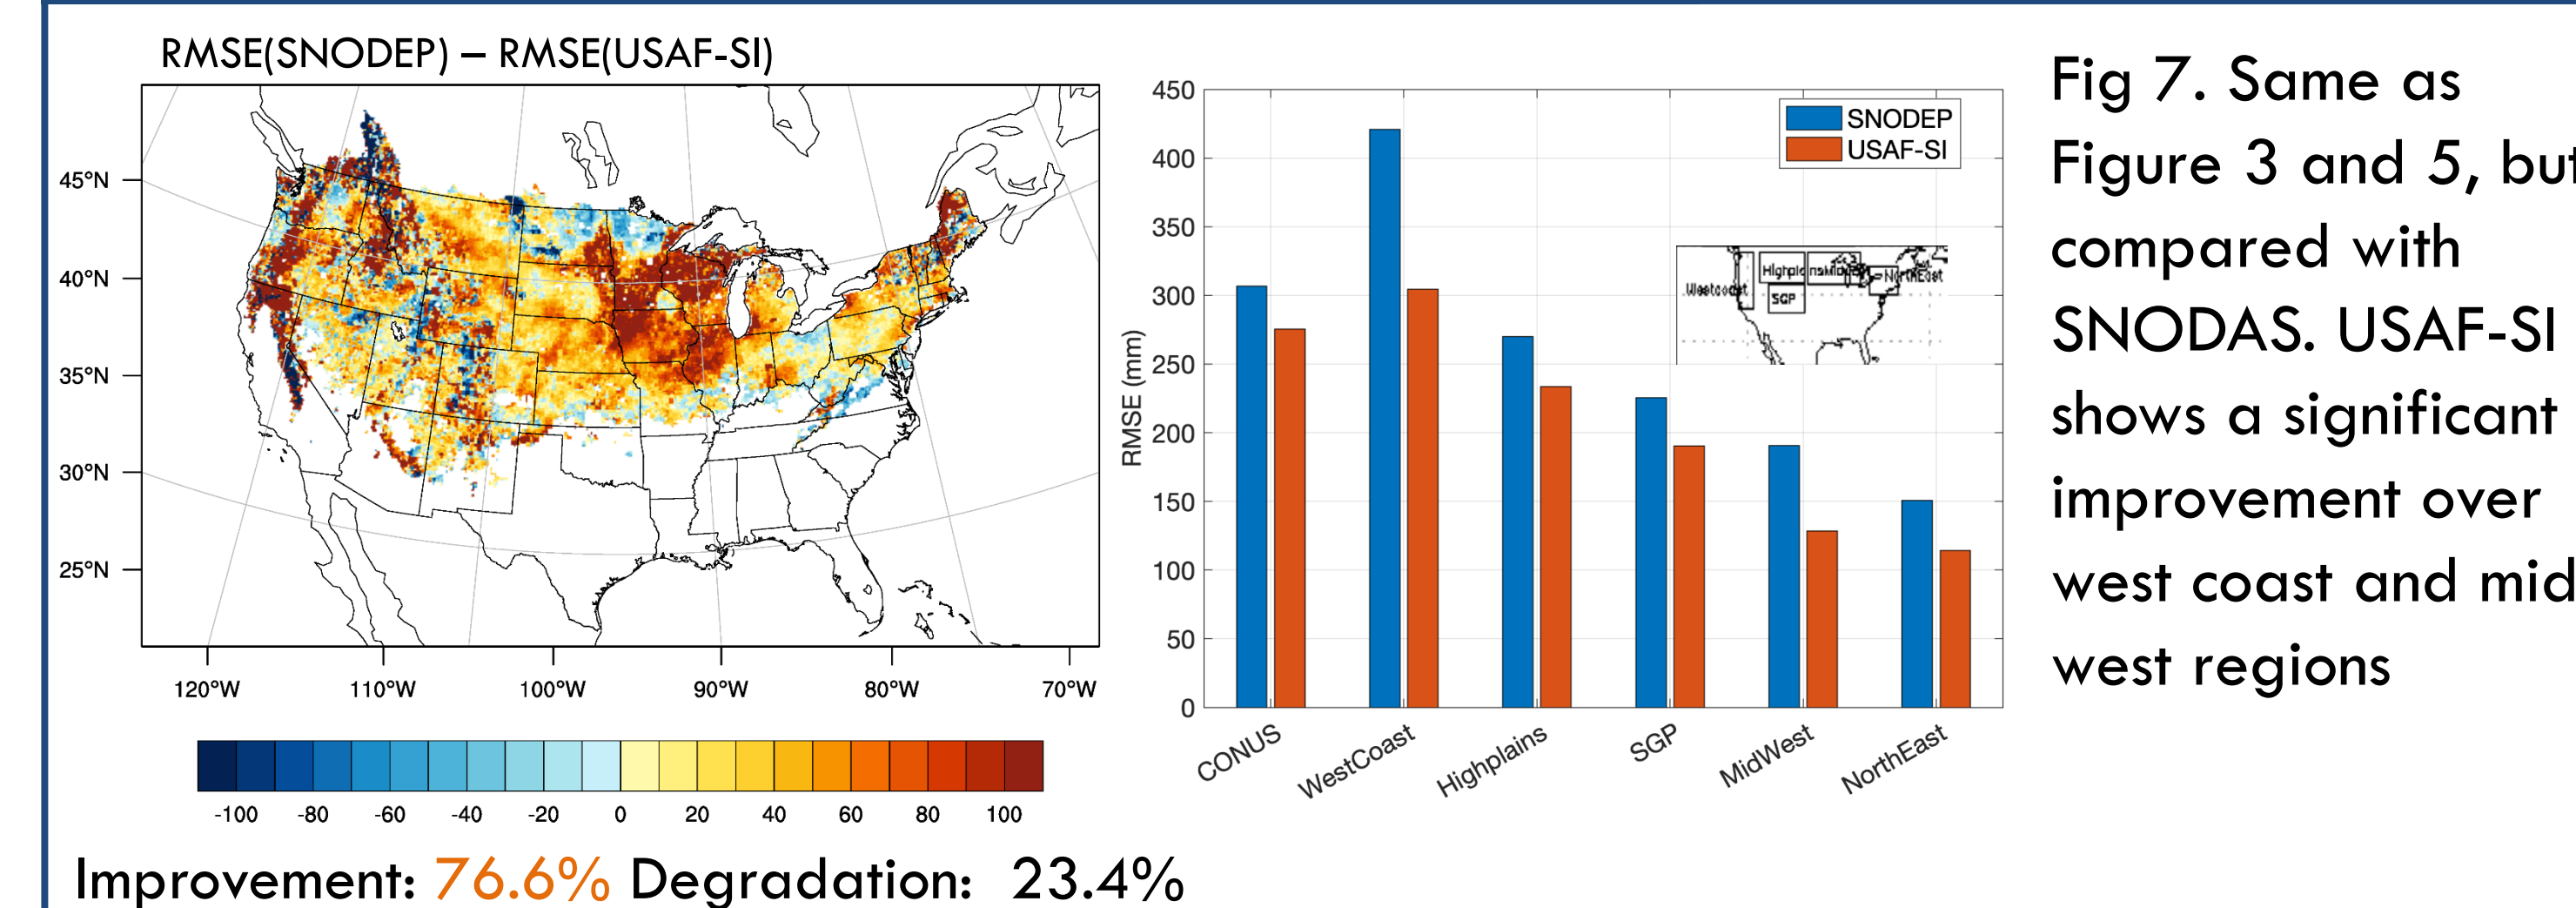 RMSE(SNODEP) – RMSE(USAF-SI)
45°N
40°N
35°N
30°N
25°N
120°W 110°W 100°W 90°W 80°W 70°W
-100 -80 -60 -40 -20 0 20 40 60 80 100
Improvement: 76.6% Degradation: 23.4%
RMSE (mm)
450
400
350
300
250
200
150
100
50
0
SNODEP
USAF-SI
Westcoast
SGP
NorthEast
CONUS WestCoast Highplains SGP MidWest NorthEast
Fig 7. Same as
Figure 3 and 5, but
compared with
SNODAS. USAF-SI
shows a significant
improvement over
west coast and mid
west regions